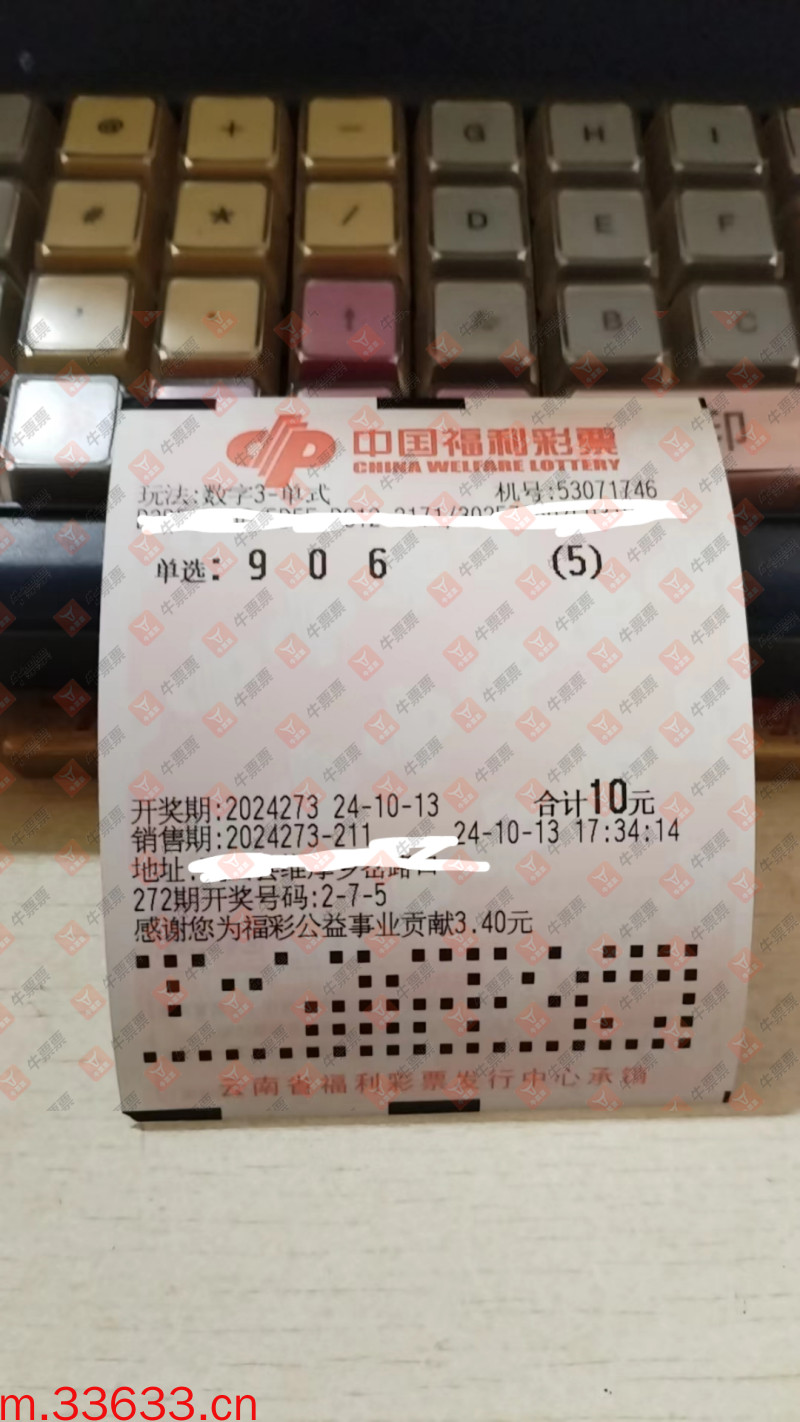 @ + - G H I
# * / D E F
, . ↑ B C
印
中国福利彩票
CHINA WELFARE LOTTERY
玩法:数字3-单式 机号:53071746
单选: 9 0 6 (5)
开奖期:2024273 24-10-13 合计10元
销售期:2024273-211 24-10-13 17:34:14
地址:
272期开奖号码:2-7-5
感谢您为福彩公益事业贡献3.40元
云南省福利彩票发行中心承销
牛票票
m.33633.cn